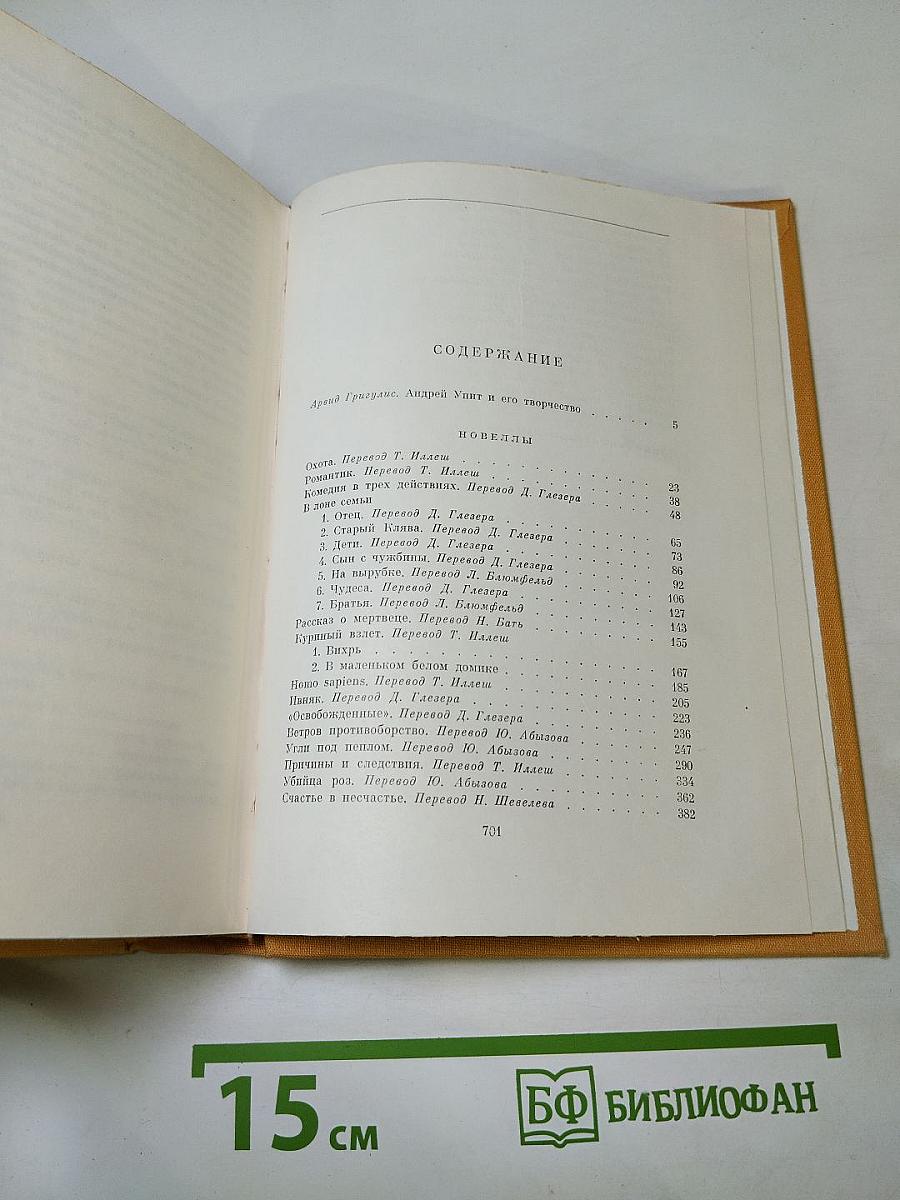 СОДЕРЖАНИЕ
Арвид Григулис. Андрей Упит и его творчество . . . . . 5
НОВЕЛЛЫ
Охота. Перевод Т. Иллеш . . . . . . . . . . 23
Романтик. Перевод Т. Иллеш . . . . . . . . . 38
Комедия в трех действиях. Перевод Д. Глезера . . . . 48
В лоне семьи
1. Отец. Перевод Д. Глезера . . . . . . . . 65
2. Старый Клява. Перевод Д. Глезера . . . . . 73
3. Дети. Перевод Д. Глезера . . . . . . . . 86
4. Сын с чужбины. Перевод Д. Глезера . . . . . 92
5. На вырубке. Перевод Л. Блюмфельд . . . . . 106
6. Чудеса. Перевод Д. Глезера . . . . . . . 127
7. Братья. Перевод Л. Блюмфельд . . . . . . 143
Рассказ о мертвеце. Перевод Н. Бать . . . . . . 155
Куриный взлет. Перевод Т. Иллеш
1. Вихрь . . . . . . . . . . . . . . 167
2. В маленьком белом домике . . . . . . . . 185
Homo sapiens. Перевод Т. Иллеш . . . . . . . . 205
Ивняк. Перевод Д. Глезера . . . . . . . . . 223
«Освобожденные». Перевод Д. Глезера . . . . . . 236
Ветров противоборство. Перевод Ю. Абызова . . . . 247
Угли под пеплом. Перевод Ю. Абызова . . . . . . 290
Причины и следствия. Перевод Т. Иллеш . . . . . 334
Убийца роз. Перевод Ю. Абызова . . . . . . . 362
Счастье в несчастье. Перевод Н. Шевелева . . . . . 382
701
15 см
БФ БИБЛИОФАН